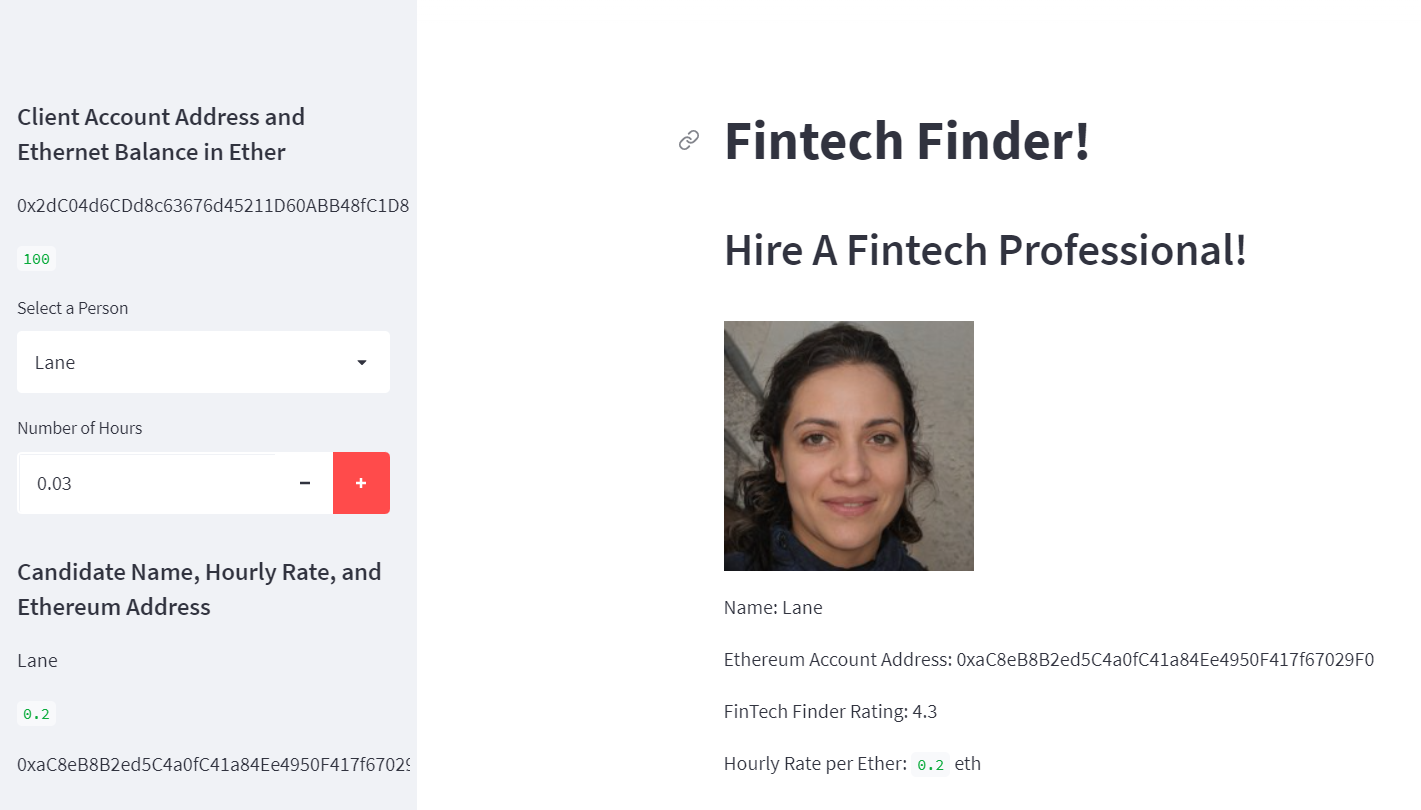 Client Account Address and
Ethernet Balance in Ether
0x2dC04d6CDd8c63676d45211D60ABB48fC1D8
100
Select a Person
Lane
Number of Hours
0.03
Candidate Name, Hourly Rate, and
Ethereum Address
Lane
0.2
0xaC8eB8B2ed5C4a0fC41a84Ee4950F417f67029
Fintech Finder!
Hire A Fintech Professional!
Name: Lane
Ethereum Account Address: 0xaC8eB8B2ed5C4a0fC41a84Ee4950F417f67029F0
FinTech Finder Rating: 4.3
Hourly Rate per Ether: 0.2 eth